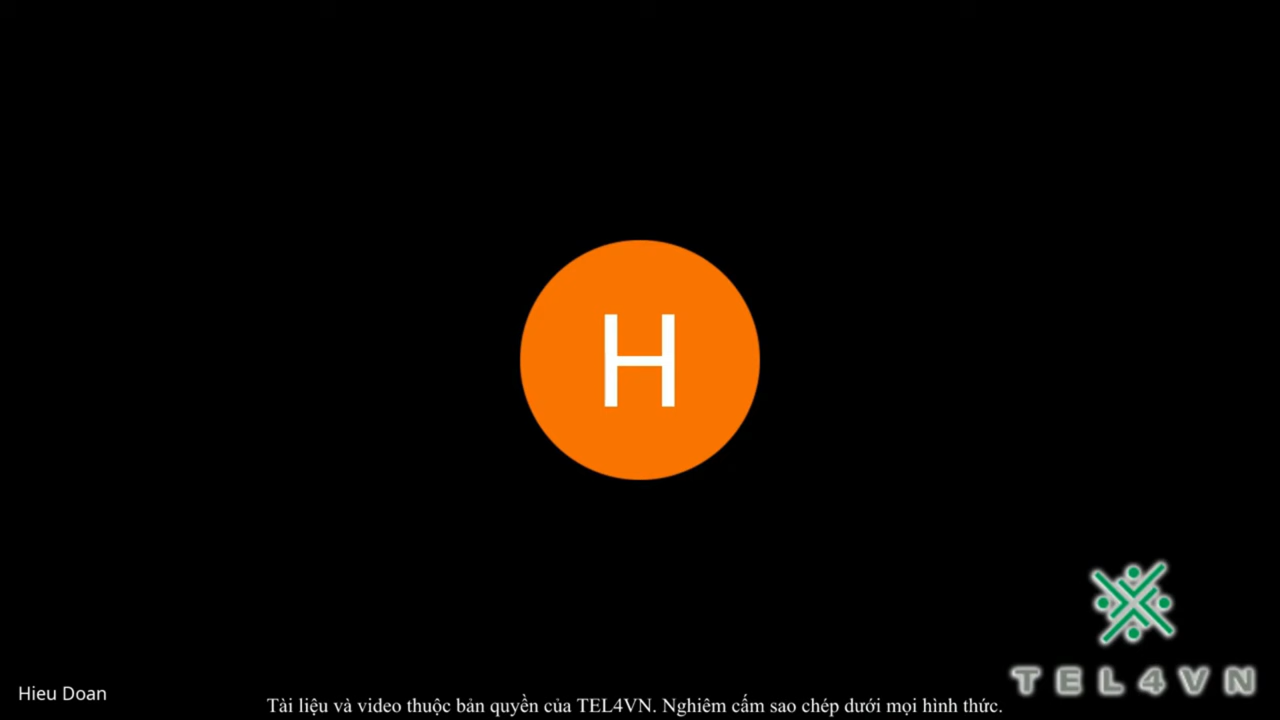 H
TEL4VN
Hieu Doan
Tài liệu và video thuộc bản quyền của TEL4VN. Nghiêm cấm sao chép dưới mọi hình thức.